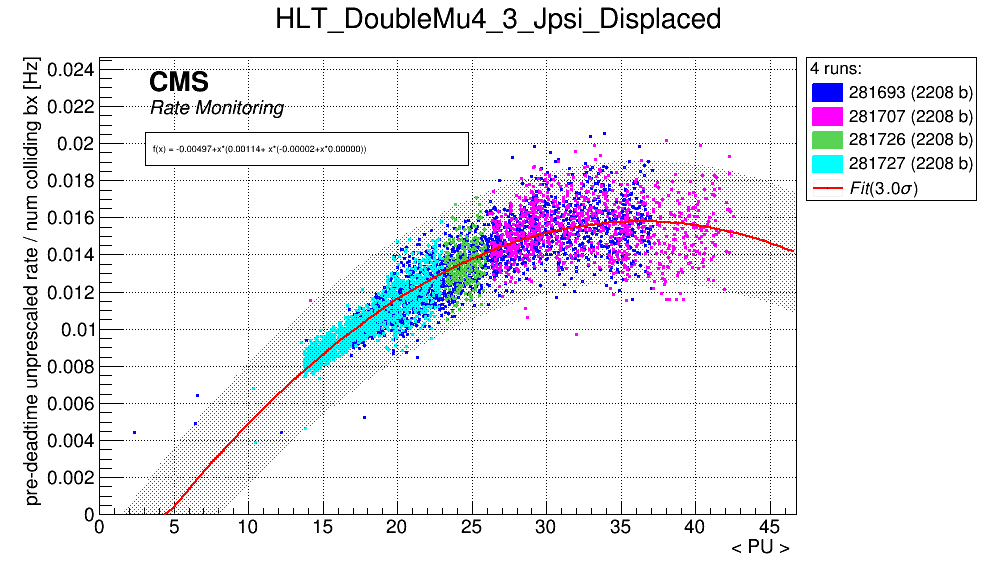 HLT_DoubleMu4_3_Jpsi_Displaced
pre-deadtime unprescaled rate / num colliding bx [Hz]
0.024
0.022
0.02
0.018
0.016
0.014
0.012
0.01
0.008
0.006
0.004
0.002
0
CMS
Rate Monitoring
f(x) = -0.00497+x*(0.00114+ x*(-0.00002+x*0.00000))
0 5 10 15 20 25 30 35 40 45
< PU >
4 runs:
281693 (2208 b)
281707 (2208 b)
281726 (2208 b)
281727 (2208 b)
Fit(3.0σ)